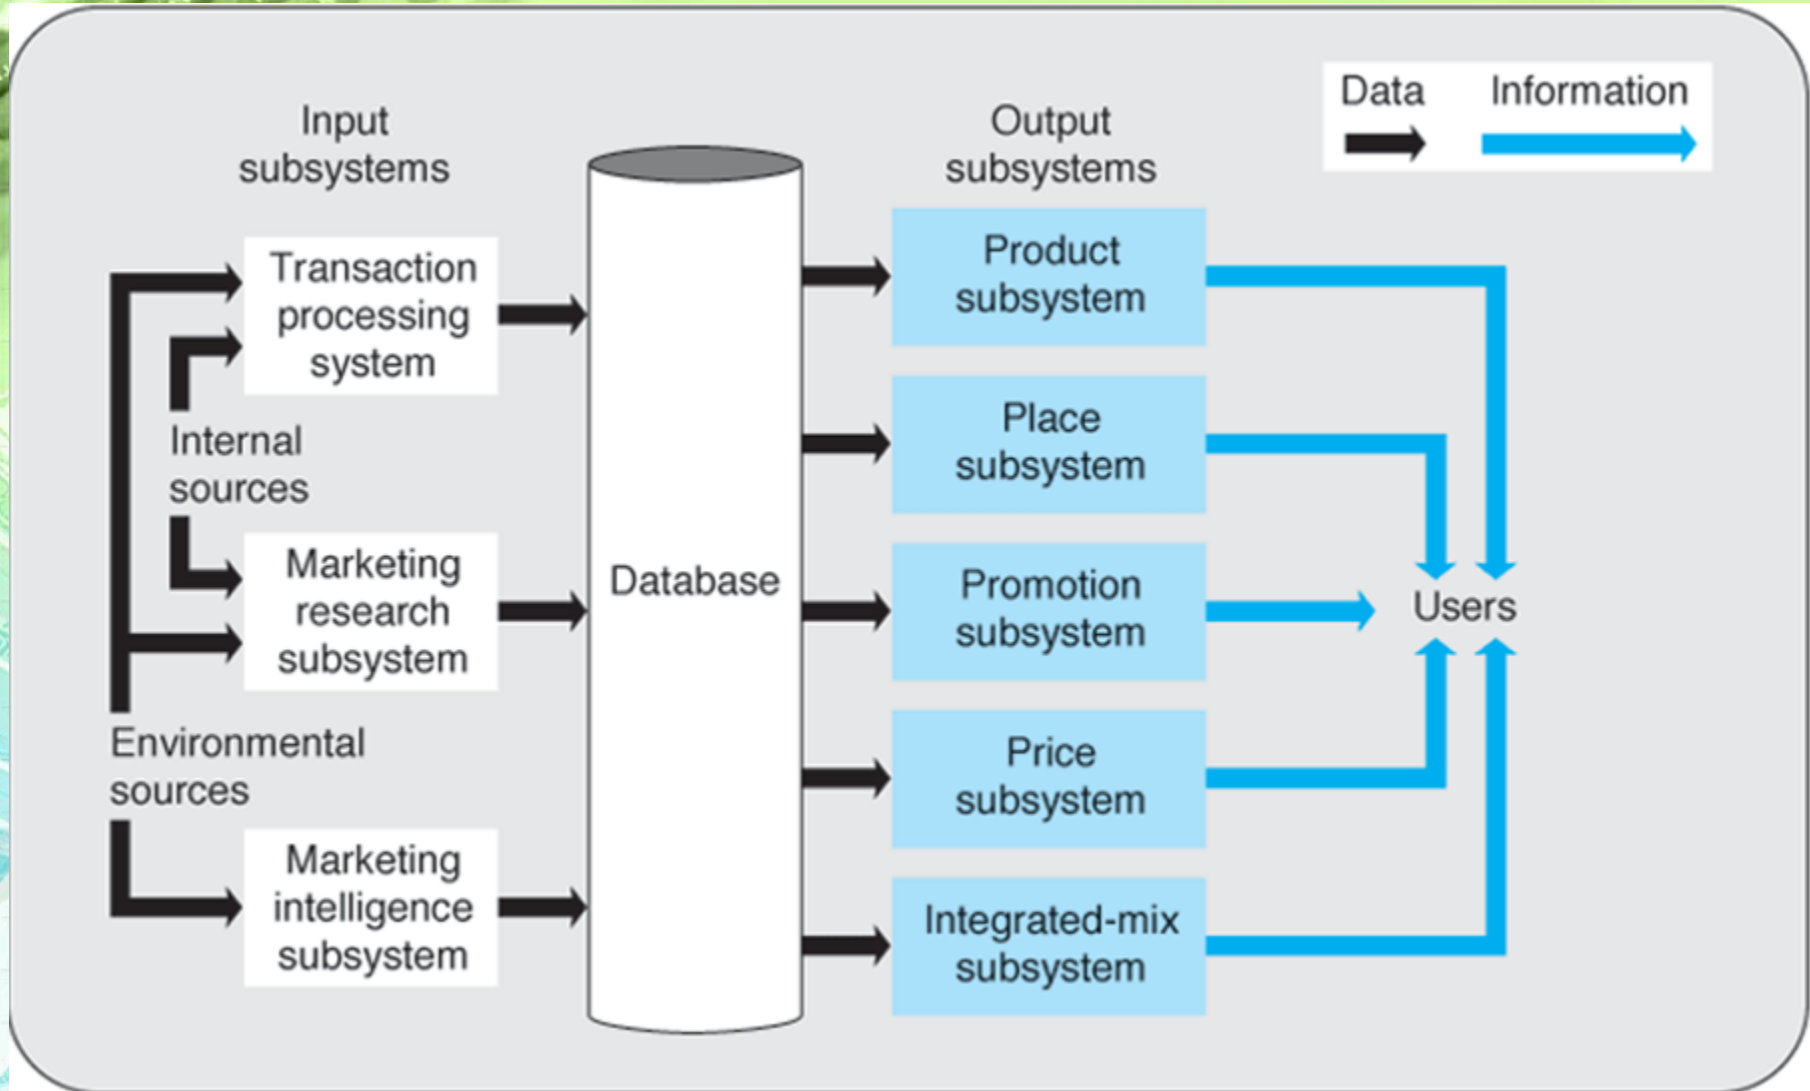 Data
Information
Input
subsystems
Output
subsystems
Transaction
processing
system
Internal
sources
Marketing
research
subsystem
Environmental
sources
Marketing
intelligence
subsystem
Database
Product
subsystem
Place
subsystem
Promotion
subsystem
Price
subsystem
Integrated-mix
subsystem
Users